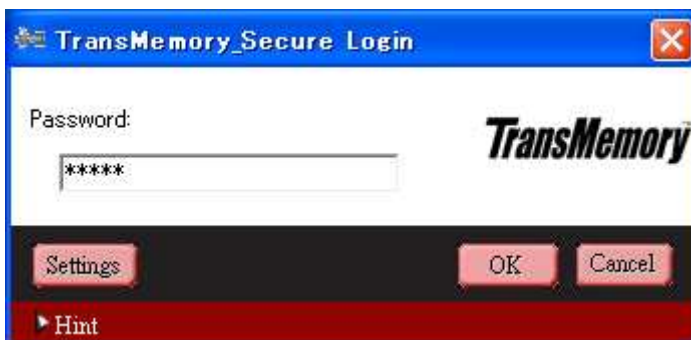 TransMemory_Secure Login
Password:
TransMemory
*****
Settings
OK
Cancel
Hint